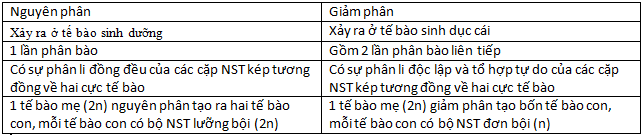 Nguyên phân
Giảm phân
Xảy ra ở tế bào sinh dưỡng
Xảy ra ở tế bào sinh dục cái
1 lần phân bào
Gồm 2 lần phân bào liên tiếp
Có sự phân li đồng đều của các cặp NST kép tương
đồng về hai cực tế bào
Có sự phân li độc lập và tổ hợp tự do của các cặp
NST kép tương đồng về hai cực tế bào
1 tế bào mẹ (2n) nguyên phân tạo ra hai tế bào
con, mỗi tế bào con có bộ NST lưỡng bội (2n)
1 tế bào mẹ (2n) giảm phân tạo bốn tế bào con,
mỗi tế bào con có bộ NST đơn bội (n)